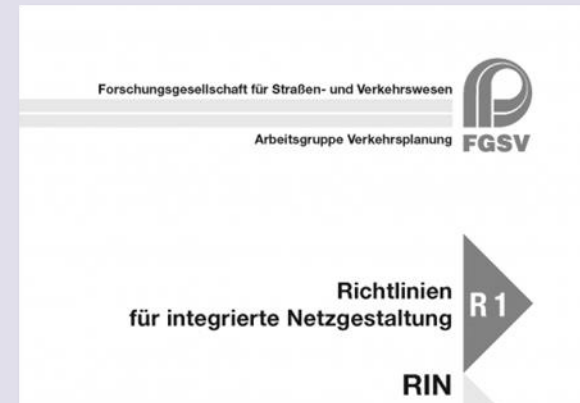 Forschungsgesellschaft für Straßen- und Verkehrswesen
Arbeitsgruppe Verkehrsplanung
FGSV
Richtlinien
für integrierte Netzgestaltung
R 1
RIN